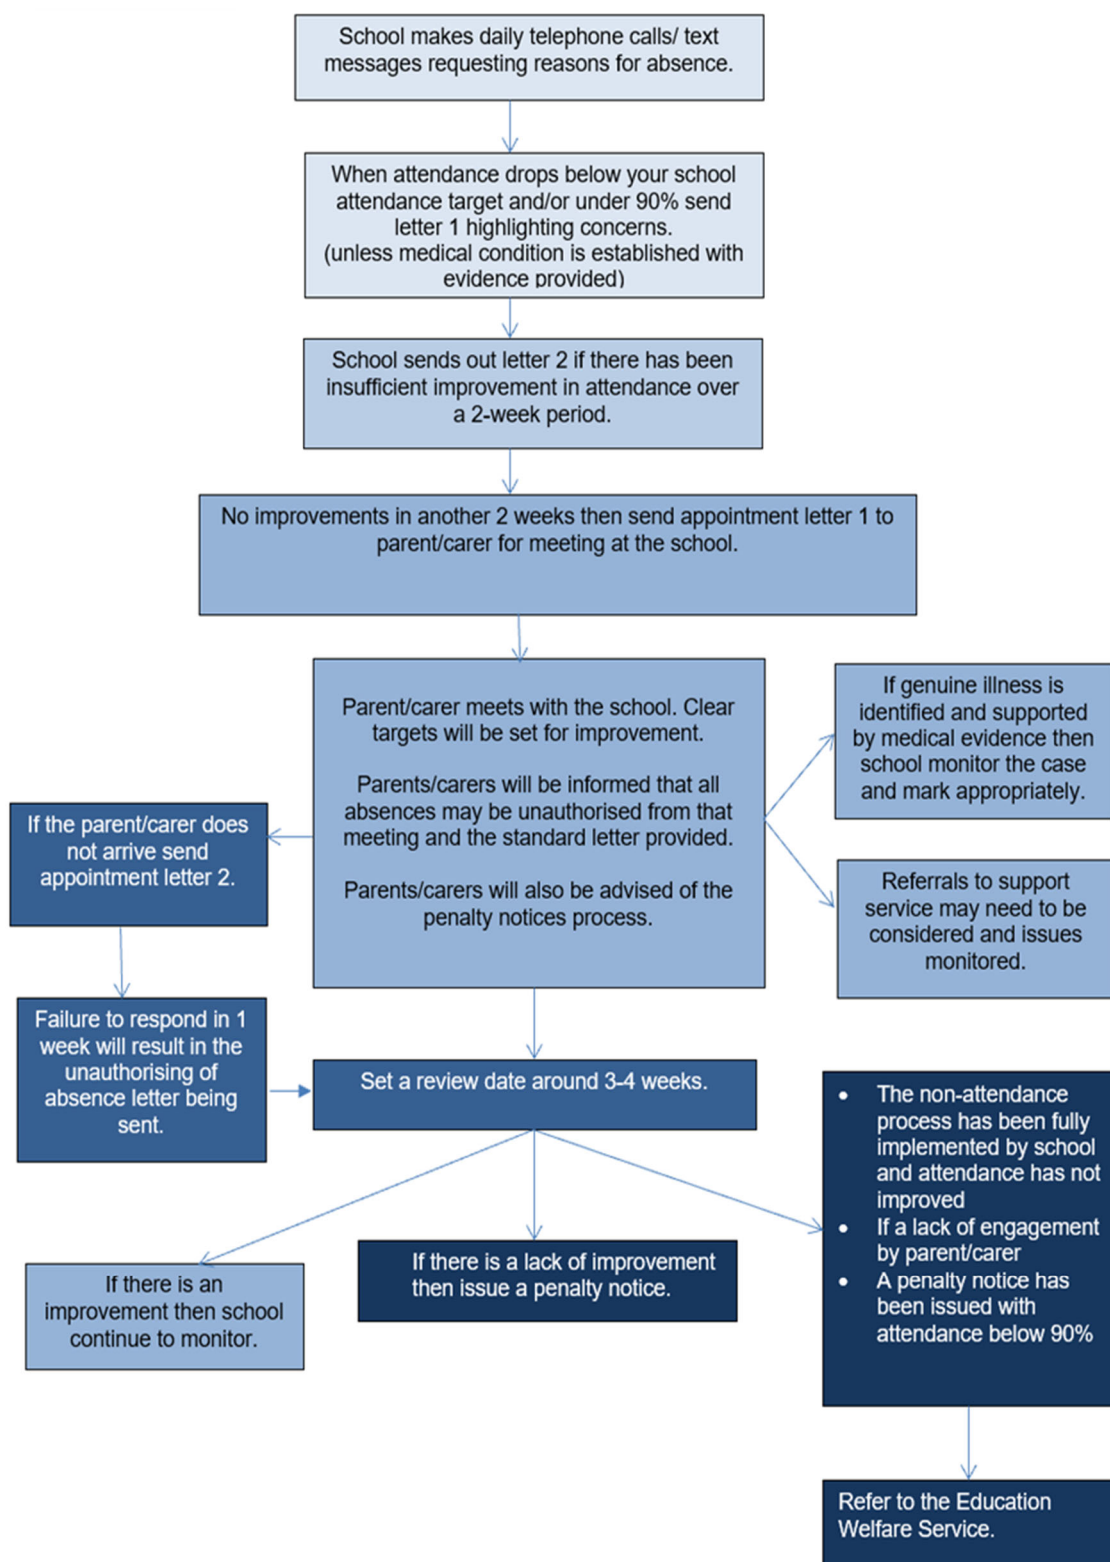 School makes daily telephone calls/ text
messages requesting reasons for absence.
When attendance drops below your school
attendance target and/or under 90% send
letter 1 highlighting concerns.
(unless medical condition is established with
evidence provided)
School sends out letter 2 if there has been
insufficient improvement in attendance over
a 2-week period.
No improvements in another 2 weeks then send appointment letter 1 to
parent/carer for meeting at the school.
Parent/carer meets with the school. Clear
targets will be set for improvement.
Parents/carers will be informed that all
absences may be unauthorised from that
meeting and the standard letter provided.
Parents/carers will also be advised of the
penalty notices process.
If genuine illness is
identified and supported
by medical evidence then
school monitor the case
and mark appropriately.
Referrals to support
service may need to be
considered and issues
monitored.
If the parent/carer does
not arrive send
appointment letter 2.
Failure to respond in 1
week will result in the
unauthorising of
absence letter being
sent.
Set a review date around 3-4 weeks.
If there is an
improvement then school
continue to monitor.
If there is a lack of improvement
then issue a penalty notice.
• The non-attendance
process has been fully
implemented by school
and attendance has not
improved
• If a lack of engagement
by parent/carer
• A penalty notice has
been issued with
attendance below 90%
Refer to the Education
Welfare Service.